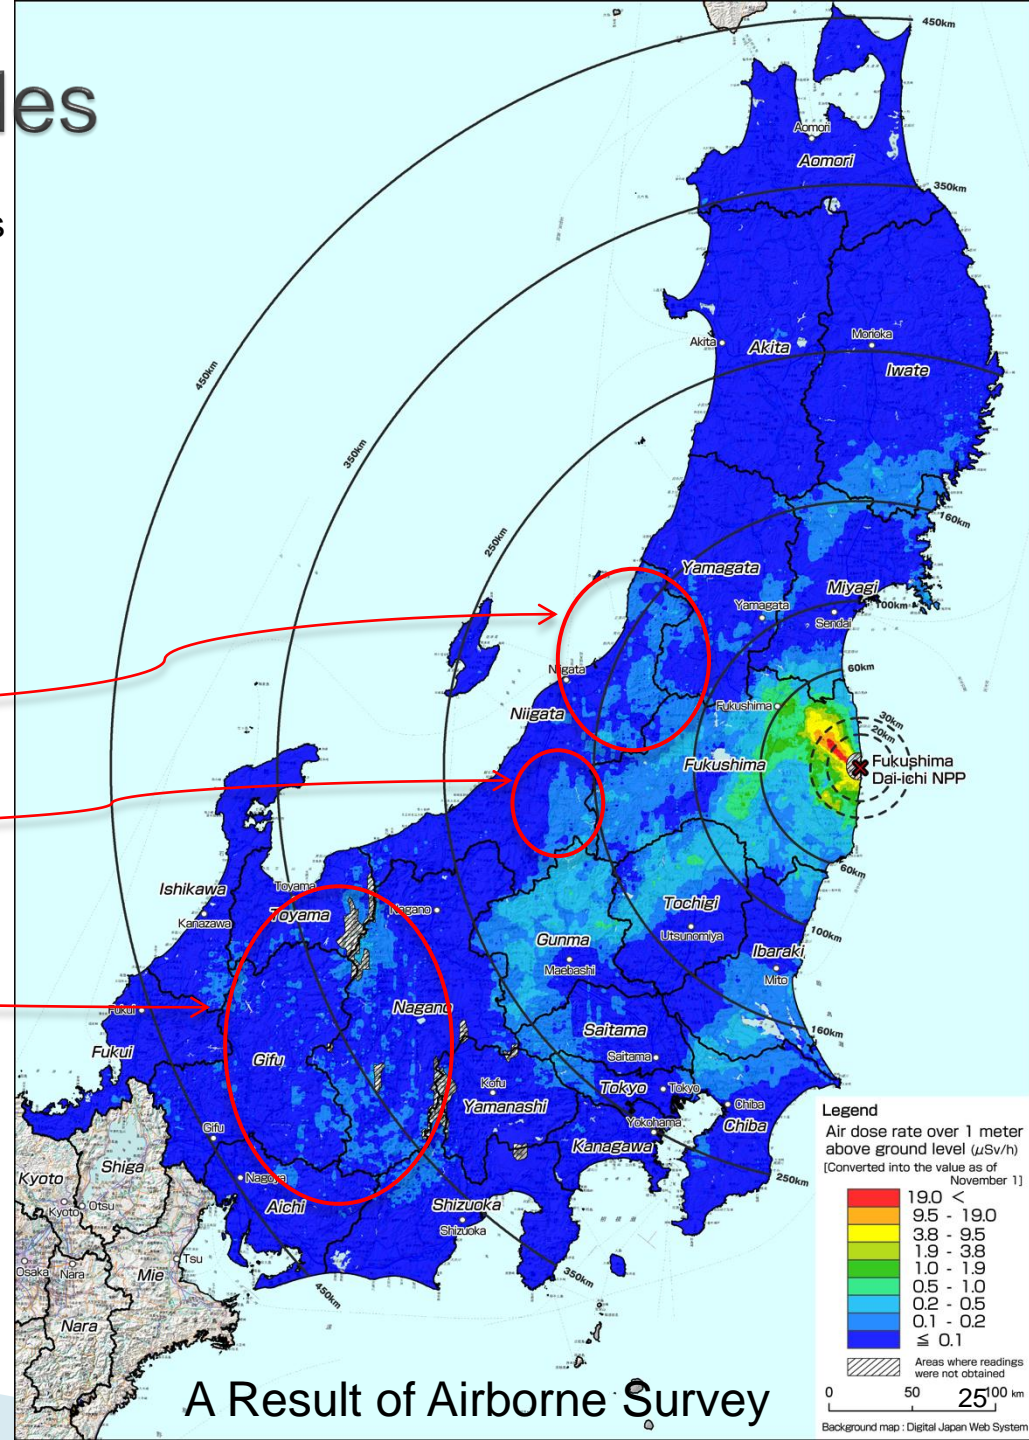 les
s
450km
Aomori
Aomori
350km
Akita
Akita
Morioka
Iwate
450km
350km
250km
160km
Yamagata
Miyagi
Yamagata
100km
Sendai
Niigata
60km
Niigata
Fukushima
30km
20km
Fukushima
Fukushima
Dai-ichi NPP
60km
Ishikawa
Toyama
Toyama
Nagano
Kanazawa
Tochigi
Utsunomiya
100km
Gunma
Maebashi
Ibaraki
Mito
Nagano
Fukui
Fukui
Saitama
Saitama
160km
Gifu
Kofu
Yamanashi
Tokyo
Tokyo
Chiba
Chiba
Yokohama
Kanagawa
Gifu
Shiga
Kyoto
Kyoto
Otsu
Nagoya
Aichi
Shizuoka
Shizuoka
250km
Tsu
Osaka
Nara
Mie
Nara
450km
350km
Legend
Air dose rate over 1 meter
above ground level (μSv/h)
[Converted into the value as of
November 1]
19.0 <
9.5 - 19.0
3.8 - 9.5
1.9 - 3.8
1.0 - 1.9
0.5 - 1.0
0.2 - 0.5
0.1 - 0.2
≦ 0.1
Areas where readings
were not obtained
0 50 100 km
25
Background map : Digital Japan Web System
A Result of Airborne Survey